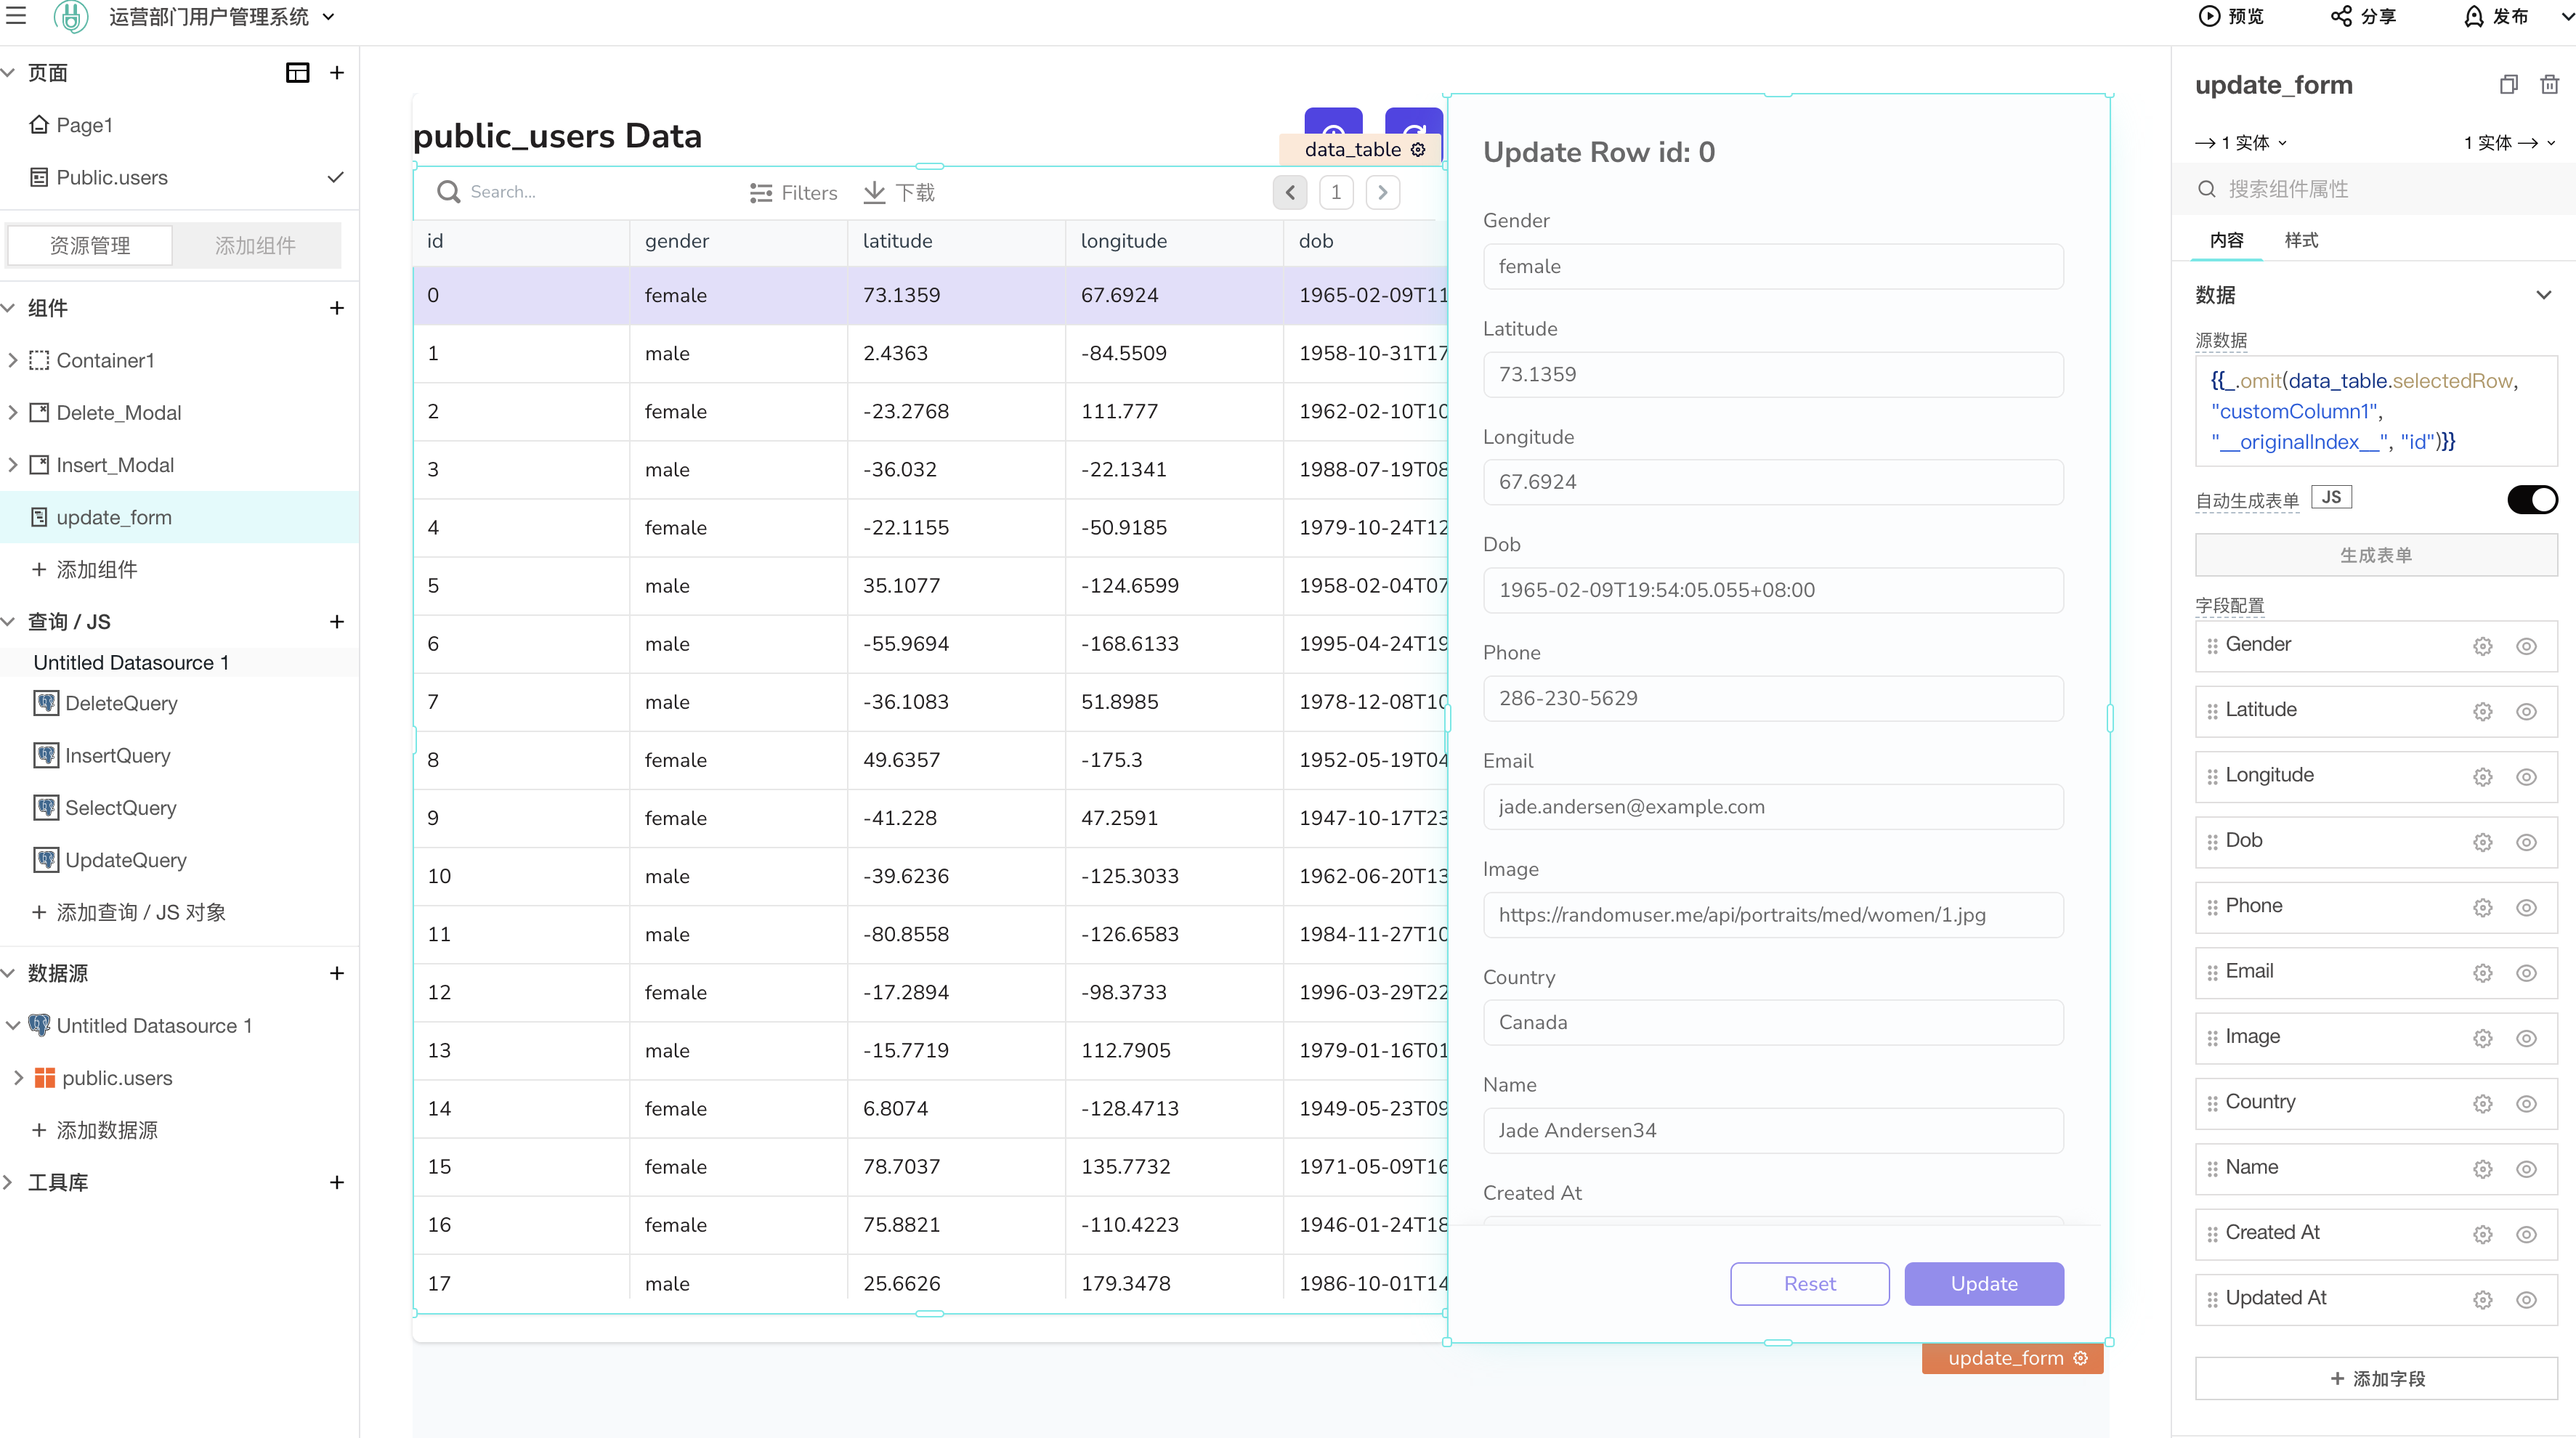 运营部门用户管理系统
预览
分享
发布
页面
Page1
Public.users
资源管理
添加组件
组件
Container1
Delete_Modal
Insert_Modal
update_form
添加组件
查询 / JS
Untitled Datasource 1
DeleteQuery
InsertQuery
SelectQuery
UpdateQuery
添加查询 / JS 对象
数据源
Untitled Datasource 1
public.users
添加数据源
工具库
public_users Data
data_table
Search...
Filters
下载
1
id gender latitude longitude dob
0 female 73.1359 67.6924 1965-02-09T11
1 male 2.4363 -84.5509 1958-10-31T17
2 female -23.2768 111.777 1962-02-10T10
3 male -36.032 -22.1341 1988-07-19T08
4 female -22.1155 -50.9185 1979-10-24T12
5 male 35.1077 -124.6599 1958-02-04T07
6 male -55.9694 -168.6133 1995-04-24T19
7 male -36.1083 51.8985 1978-12-08T10
8 female 49.6357 -175.3 1952-05-19T04
9 female -41.228 47.2591 1947-10-17T23
10 male -39.6236 -125.3033 1962-06-20T13
11 male -80.8558 -126.6583 1984-11-27T10
12 female -17.2894 -98.3733 1996-03-29T22
13 male -15.7719 112.7905 1979-01-16T01
14 female 6.8074 -128.4713 1949-05-23T09
15 female 78.7037 135.7732 1971-05-09T16
16 female 75.8821 -110.4223 1946-01-24T18
17 male 25.6626 179.3478 1986-10-01T14
Update Row id: 0
Gender
female
Latitude
73.1359
Longitude
67.6924
Dob
1965-02-09T19:54:05.055+08:00
Phone
286-230-5629
Email
jade.andersen@example.com
Image
https://randomuser.me/api/portraits/med/women/1.jpg
Country
Canada
Name
Jade Andersen34
Created At
Reset
Update
update_form
update_form
1 实体
1 实体
搜索组件属性
内容
样式
数据
源数据
{{_.omit(data_table.selectedRow,
"customColumn1",
"__originalIndex__", "id")}}
自动生成表单
JS
生成表单
字段配置
Gender
Latitude
Longitude
Dob
Phone
Email
Image
Country
Name
Created At
Updated At
添加字段